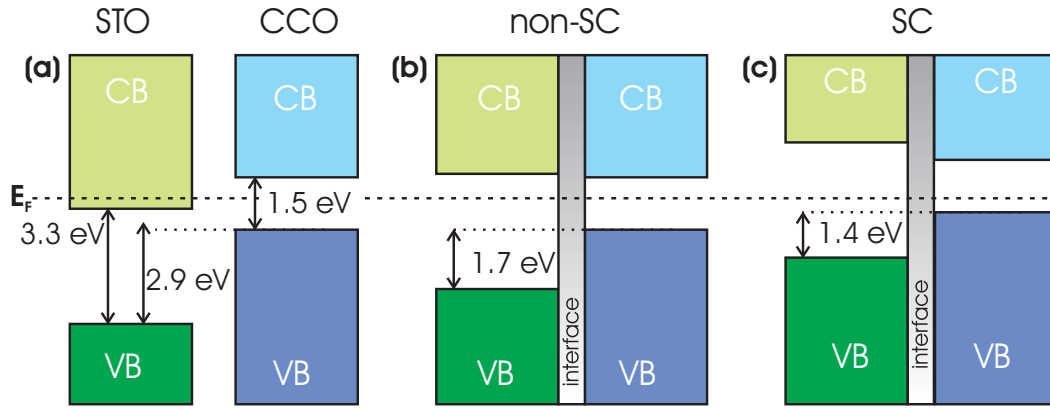 STO
CCO
non-SC
SC
(a)
CB
CB
(b)
CB
CB
(c)
CB
CB
E_F
1.5 eV
3.3 eV
2.9 eV
1.7 eV
1.4 eV
VB
VB
VB
interface
VB
VB
interface
VB